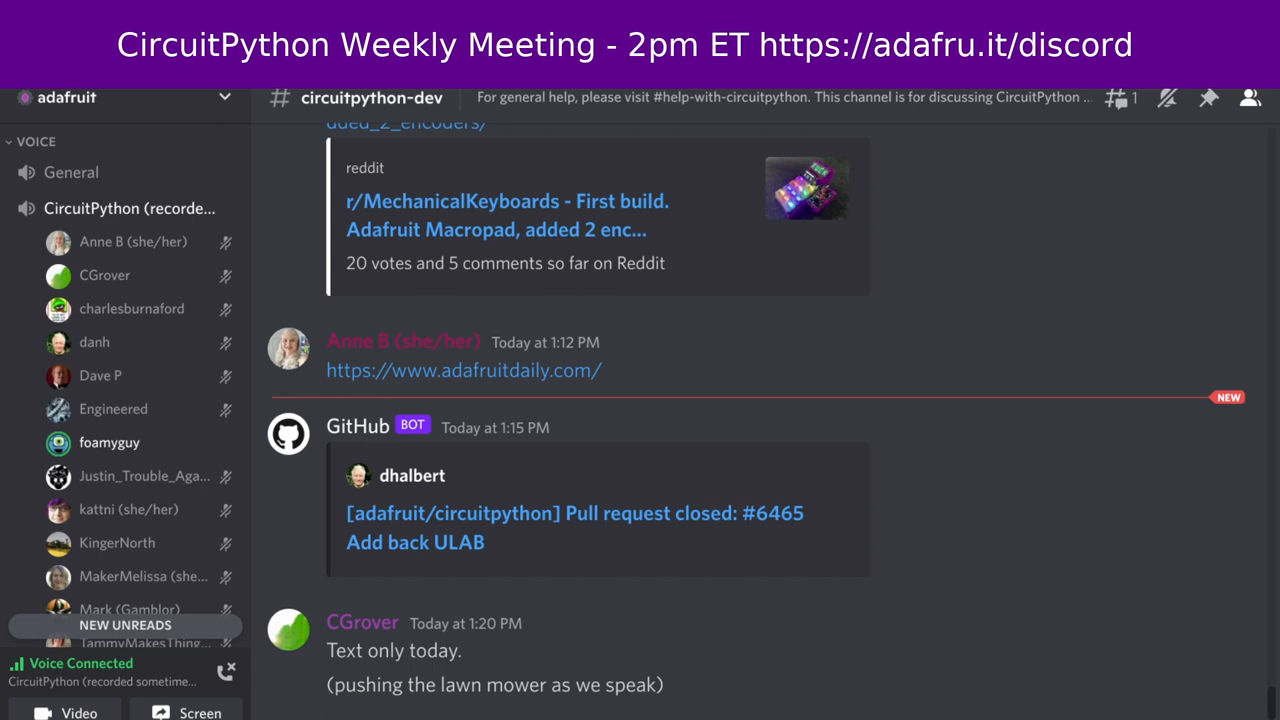 CircuitPython Weekly Meeting - 2pm ET https://adafru.it/discord
adafruit
# circuitpython-dev
For general help, please visit #help-with-circuitpython. This channel is for discussing CircuitPython ...
1
VOICE
General
CircuitPython (recorde...
Anne B (she/her)
CGrover
charlesburnaford
danh
Dave P
Engineered
foamyguy
Justin_Trouble_Aga...
kattni (she/her)
KingerNorth
MakerMelissa (she...
Mark (Gamblor)
NEW UNREADS
TammyMakesThing...
Voice Connected
CircuitPython (recorded sometime...
Video
Screen
dded_2_encoders/
reddit
r/MechanicalKeyboards - First build.
Adafruit Macropad, added 2 enc...
20 votes and 5 comments so far on Reddit
Anne B (she/her) Today at 1:12 PM
https://www.adafruitdaily.com/
NEW
GitHub BOT Today at 1:15 PM
dhalbert
[adafruit/circuitpython] Pull request closed: #6465
Add back ULAB
CGrover Today at 1:20 PM
Text only today.
(pushing the lawn mower as we speak)